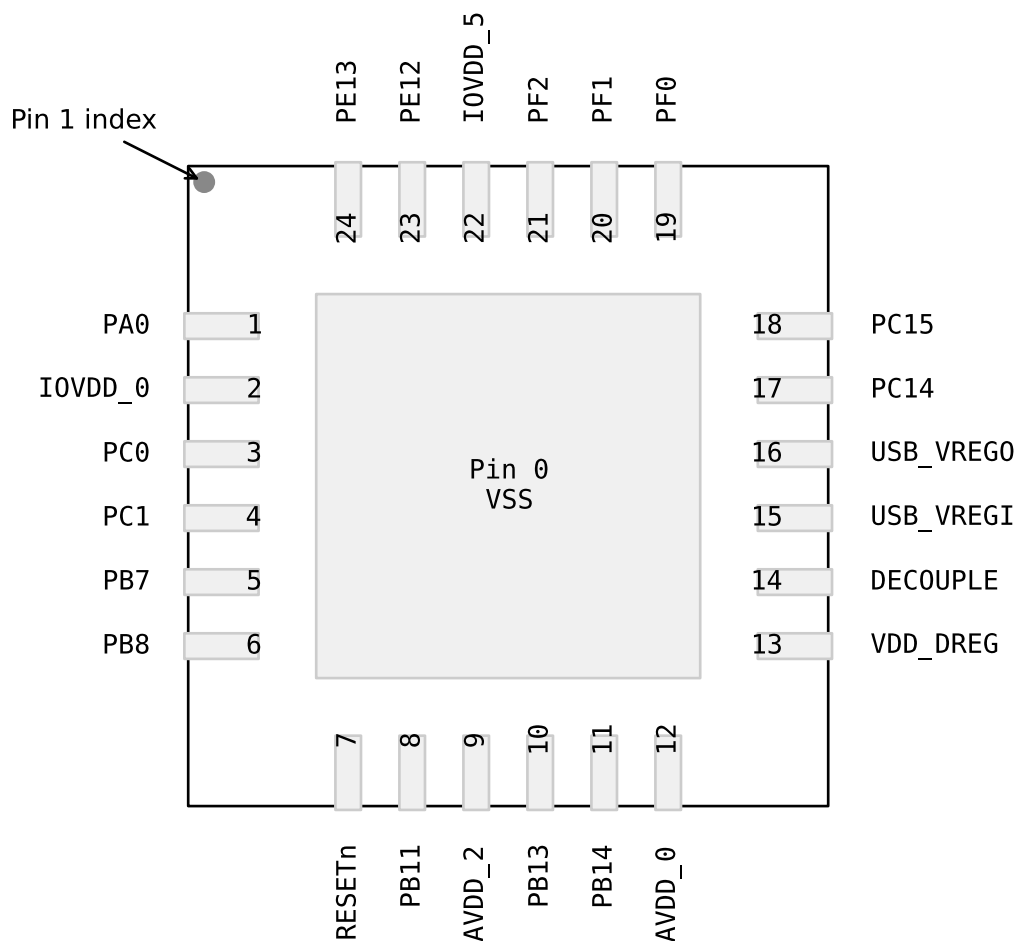 IOVDD_5
PE13
PE12
PF2
PF1
PF0
Pin 1 index
24
23
22
21
20
19
PA0
1
18
PC15
IOVDD_0
2
17
PC14
PC0
3
16
USB_VREGO
Pin 0
VSS
PC1
4
15
USB_VREGI
PB7
5
14
DECOUPLE
PB8
6
13
VDD_DREG
7
8
9
10
11
12
RESETn
PB11
AVDD_2
PB13
PB14
AVDD_0